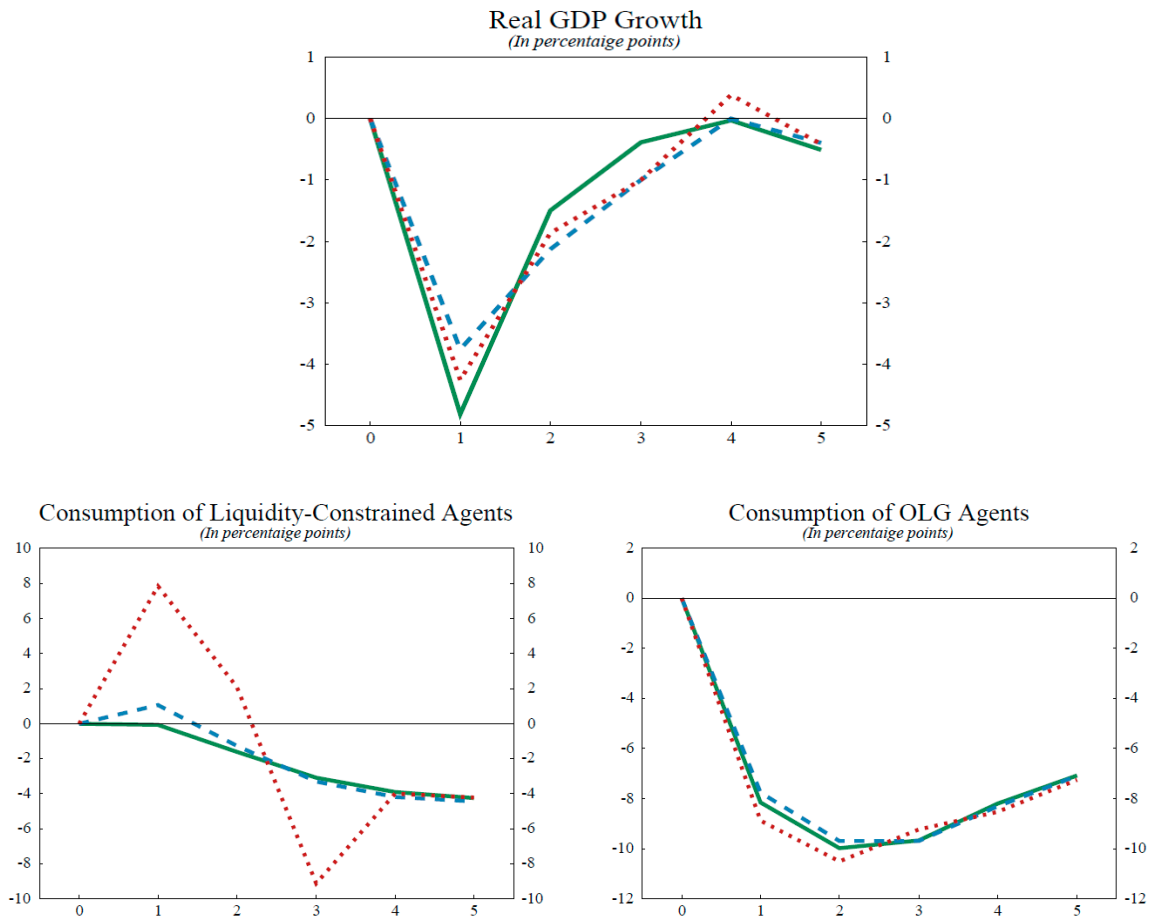 Real GDP Growth
(In percentaige points)
1 1
0 0
-1 -1
-2 -2
-3 -3
-4 -4
-5 -5
0 1 2 3 4 5
Consumption of Liquidity-Constrained Agents
(In percentaige points)
10 10
8 8
6 6
4 4
2 2
0 0
-2 -2
-4 -4
-6 -6
-8 -8
-10 -10
0 1 2 3 4 5
Consumption of OLG Agents
(In percentaige points)
2 2
0 0
-2 -2
-4 -4
-6 -6
-8 -8
-10 -10
-12 -12
0 1 2 3 4 5